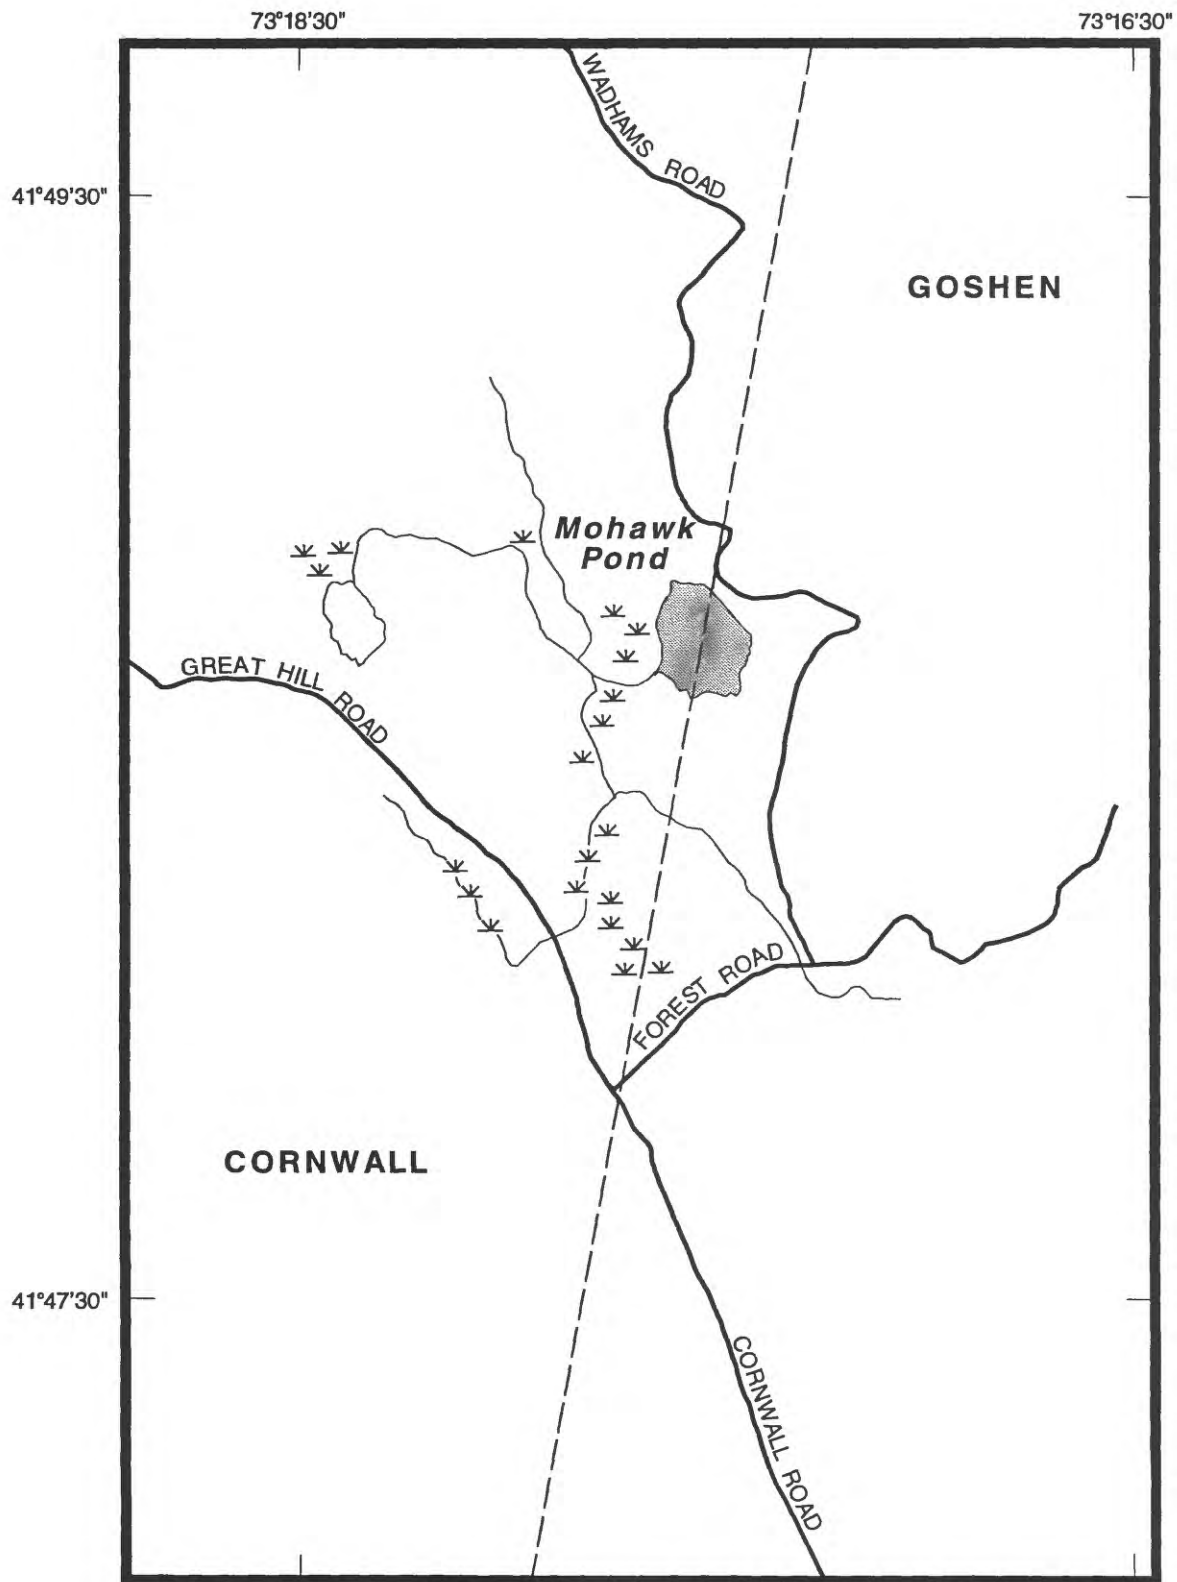 73°18'30"
73°16'30"
WADHAMS ROAD
41°49'30"
GOSHEN
Mohawk
Pond
GREAT HILL ROAD
FOREST ROAD
CORNWALL
41°47'30"
CORNWALL ROAD